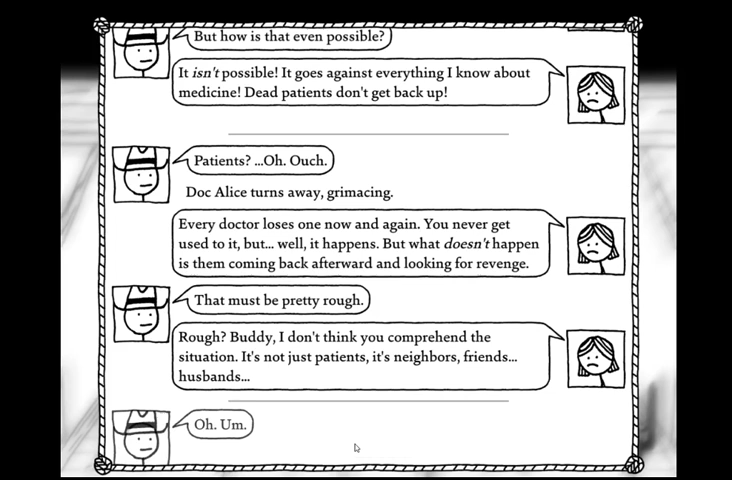 But how is that even possible?
It isn't possible! It goes against everything I know about
medicine! Dead patients don't get back up!
Patients? ...Oh. Ouch.
Doc Alice turns away, grimacing.
Every doctor loses one now and again. You never get
used to it, but... well, it happens. But what doesn't happen
is them coming back afterward and looking for revenge.
That must be pretty rough.
Rough? Buddy, I don't think you comprehend the
situation. It's not just patients, it's neighbors, friends...
husbands...
Oh. Um.